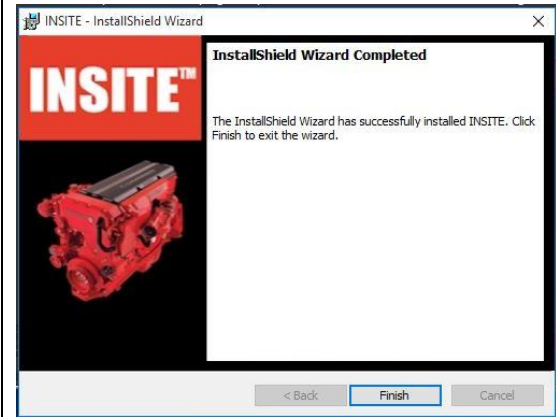 INSITE - InstallShield Wizard
INSITE™
InstallShield Wizard Completed
The InstallShield Wizard has successfully installed INSITE. Click
Finish to exit the wizard.
< Back
Finish
Cancel